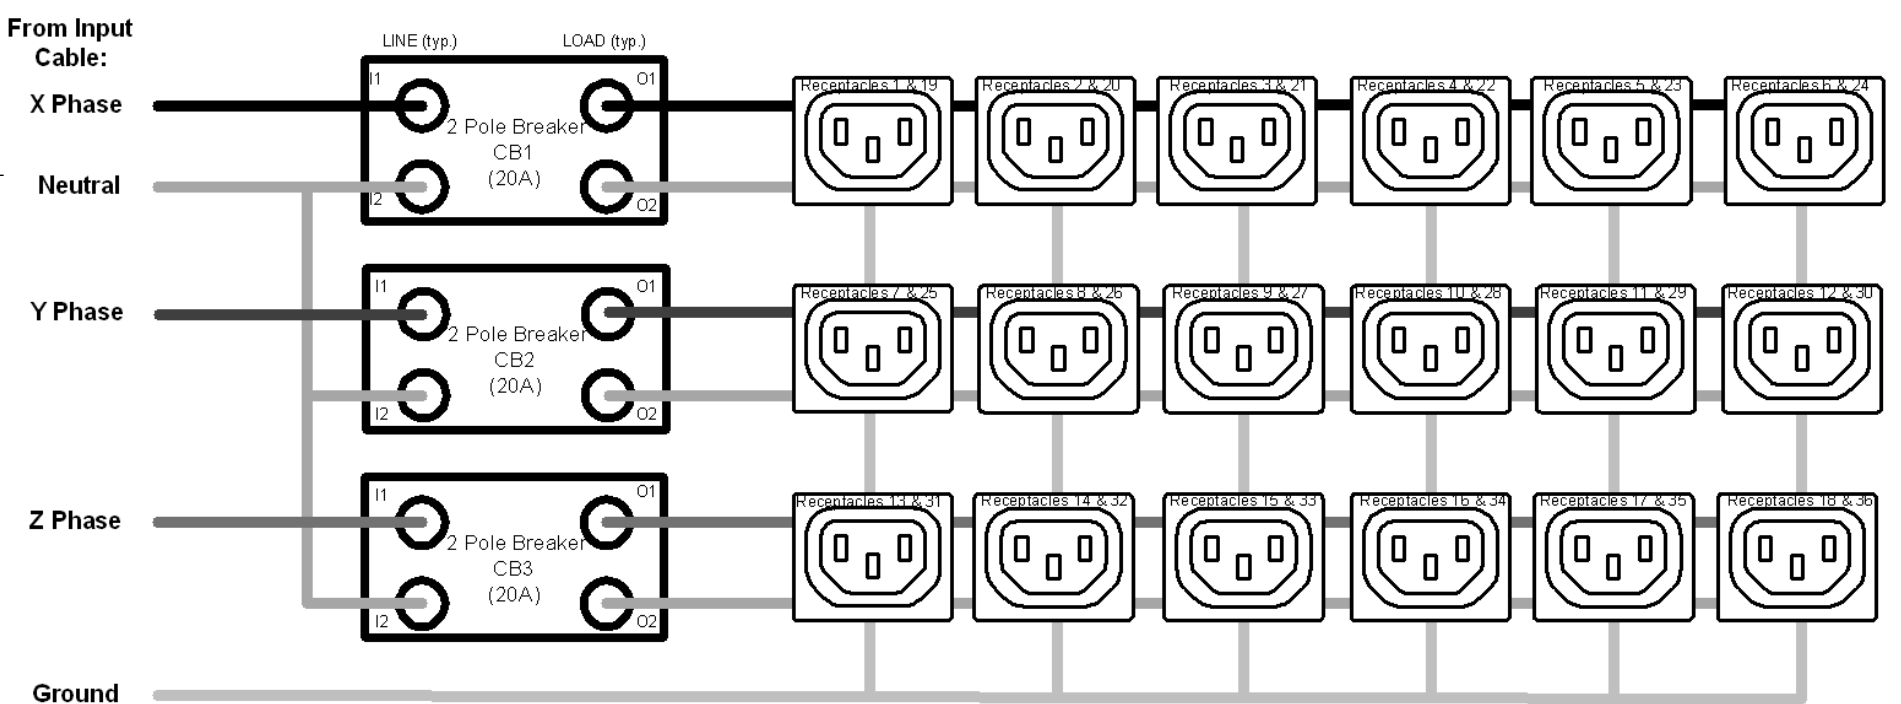 From Input
Cable:
LINE (typ.)
LOAD (typ.)
X Phase
I1
O1
2 Pole Breaker
CB1
(20A)
Neutral
I2
O2
Receptacles 1 & 19
Receptacles 2 & 20
Receptacles 3 & 21
Receptacles 4 & 22
Receptacles 5 & 23
Receptacles 6 & 24
Y Phase
I1
O1
2 Pole Breaker
CB2
(20A)
I2
O2
Receptacles 7 & 25
Receptacles 8 & 26
Receptacles 9 & 27
Receptacles 10 & 28
Receptacles 11 & 29
Receptacles 12 & 30
Z Phase
I1
O1
2 Pole Breaker
CB3
(20A)
I2
O2
Receptacles 13 & 31
Receptacles 14 & 32
Receptacles 15 & 33
Receptacles 16 & 34
Receptacles 17 & 35
Receptacles 18 & 36
Ground